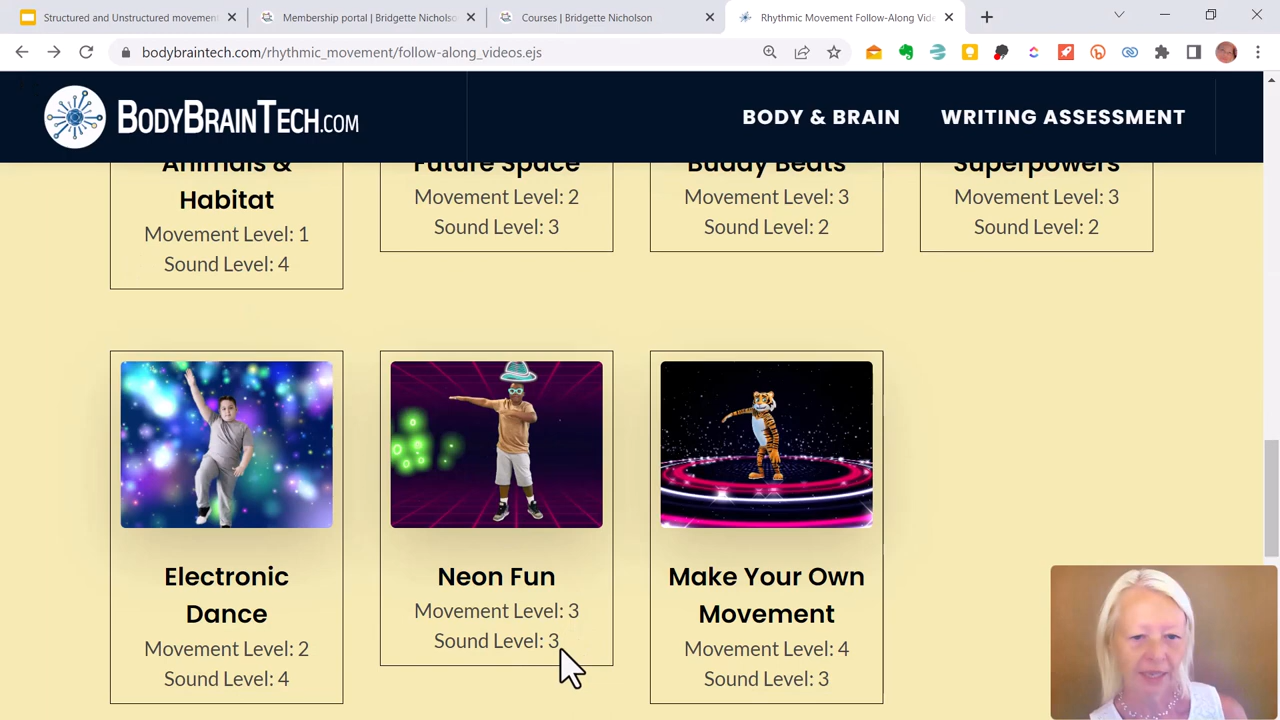 Structured and Unstructured movemen
Membership portal | Bridgette Nicholso
Courses | Bridgette Nicholson
Rhythmic Movement Follow-Along Vide
bodybraintech.com/rhythmic_movement/follow-along_videos.ejs
BODYBRAINTECH.COM
BODY & BRAIN
WRITING ASSESSMENT
Animals &
Habitat
Movement Level: 1
Sound Level: 4
Future Space
Movement Level: 2
Sound Level: 3
Buddy Beats
Movement Level: 3
Sound Level: 2
Superpowers
Movement Level: 3
Sound Level: 2
Electronic
Dance
Movement Level: 2
Sound Level: 4
Neon Fun
Movement Level: 3
Sound Level: 3
Make Your Own
Movement
Movement Level: 4
Sound Level: 3